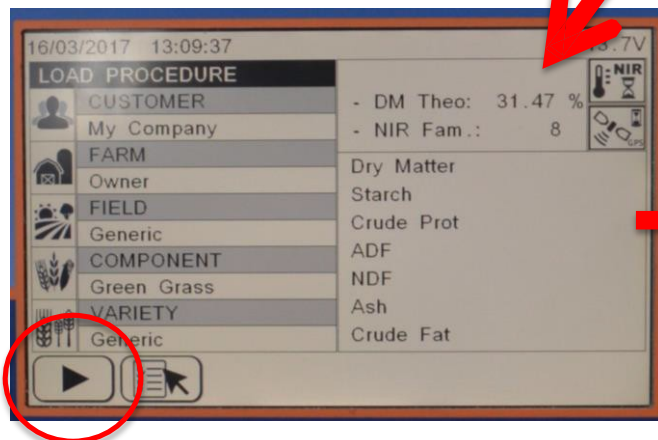 16/03/2017 13:09:37
.7V
LOAD PROCEDURE
CUSTOMER
My Company
FARM
Owner
FIELD
Generic
COMPONENT
Green Grass
VARIETY
Generic
- DM Theo: 31.47 %
- NIR Fam.: 8
NIR
GPS
Dry Matter
Starch
Crude Prot
ADF
NDF
Ash
Crude Fat